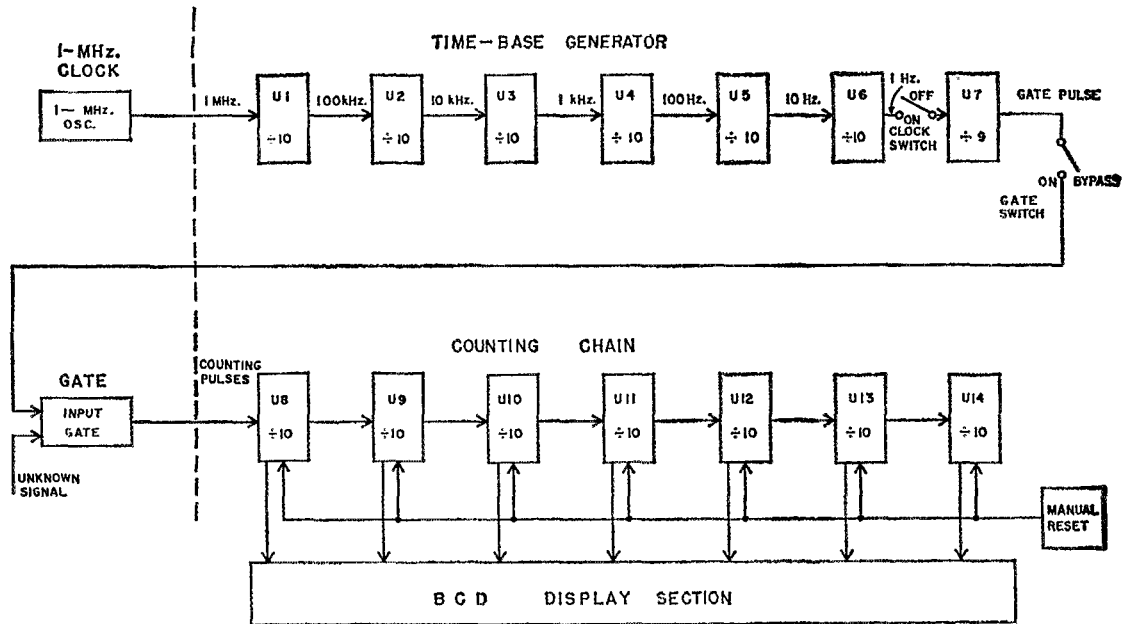 TIME-BASE GENERATOR
1-MHz.
CLOCK
1- MHz.
OSC.
1 MHz.
U1
÷10
100kHz.
U2
÷10
10 kHz.
U3
÷10
1 kHz.
U4
÷10
100Hz.
U5
÷10
10 Hz.
U6
÷10
1 Hz.
OFF
ON
CLOCK
SWITCH
U7
÷ 9
GATE PULSE
ON BYPASS
GATE
SWITCH
COUNTING CHAIN
GATE
INPUT
GATE
UNKNOWN
SIGNAL
COUNTING
PULSES
U8
÷10
U9
÷10
U10
÷10
U11
÷10
U12
÷10
U13
÷10
U14
÷10
MANUAL
RESET
BCD DISPLAY SECTION